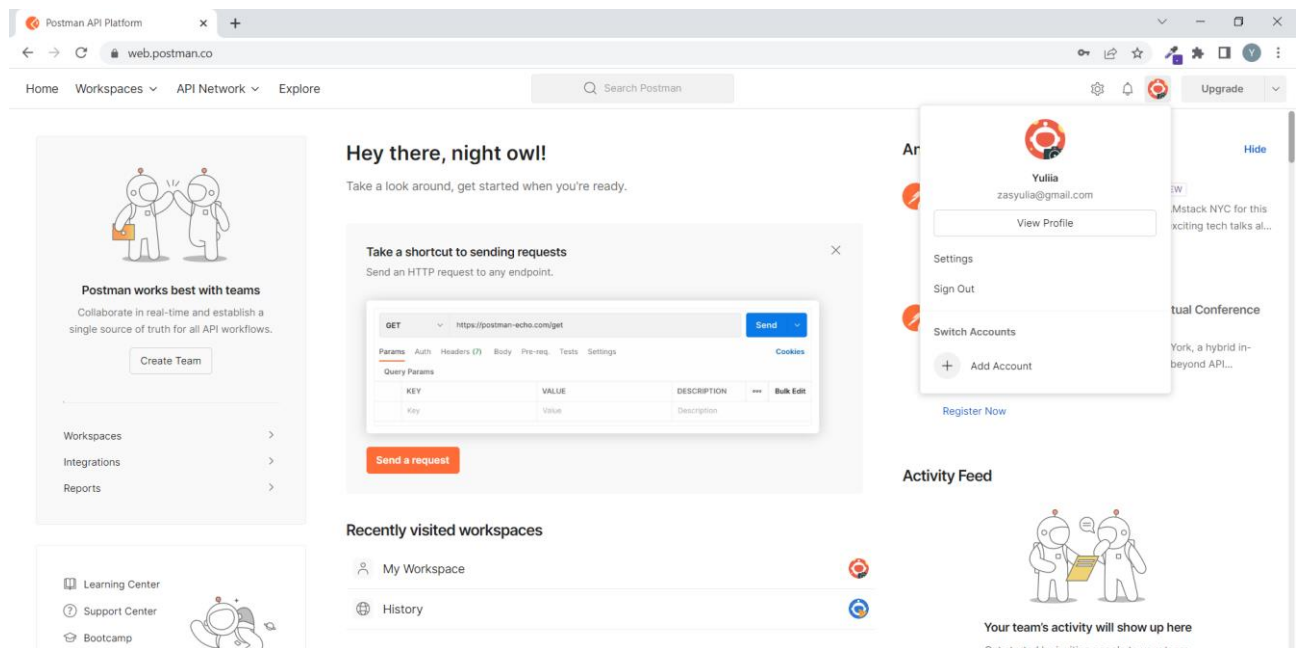 Postman API Platform
web.postman.co
Y
Home Workspaces API Network Explore
Search Postman
Upgrade
Postman works best with teams
Collaborate in real-time and establish a
single source of truth for all API workflows.
Create Team
Workspaces
Integrations
Reports
Learning Center
Support Center
Bootcamp
Hey there, night owl!
Take a look around, get started when you're ready.
Take a shortcut to sending requests
Send an HTTP request to any endpoint.
GET https://postman-echo.com/get Send
Params Auth Headers (7) Body Pre-req. Tests Settings Cookies
Query Params
KEY VALUE DESCRIPTION Bulk Edit
Key Value Description
Send a request
Recently visited workspaces
My Workspace
History
Yuliia
zasyulia@gmail.com
View Profile
Settings
Sign Out
Switch Accounts
Add Account
Hide
NYC for this
tech talks al...
Conference
York, a hybrid in-
beyond API...
Register Now
Activity Feed
Your team's activity will show up here